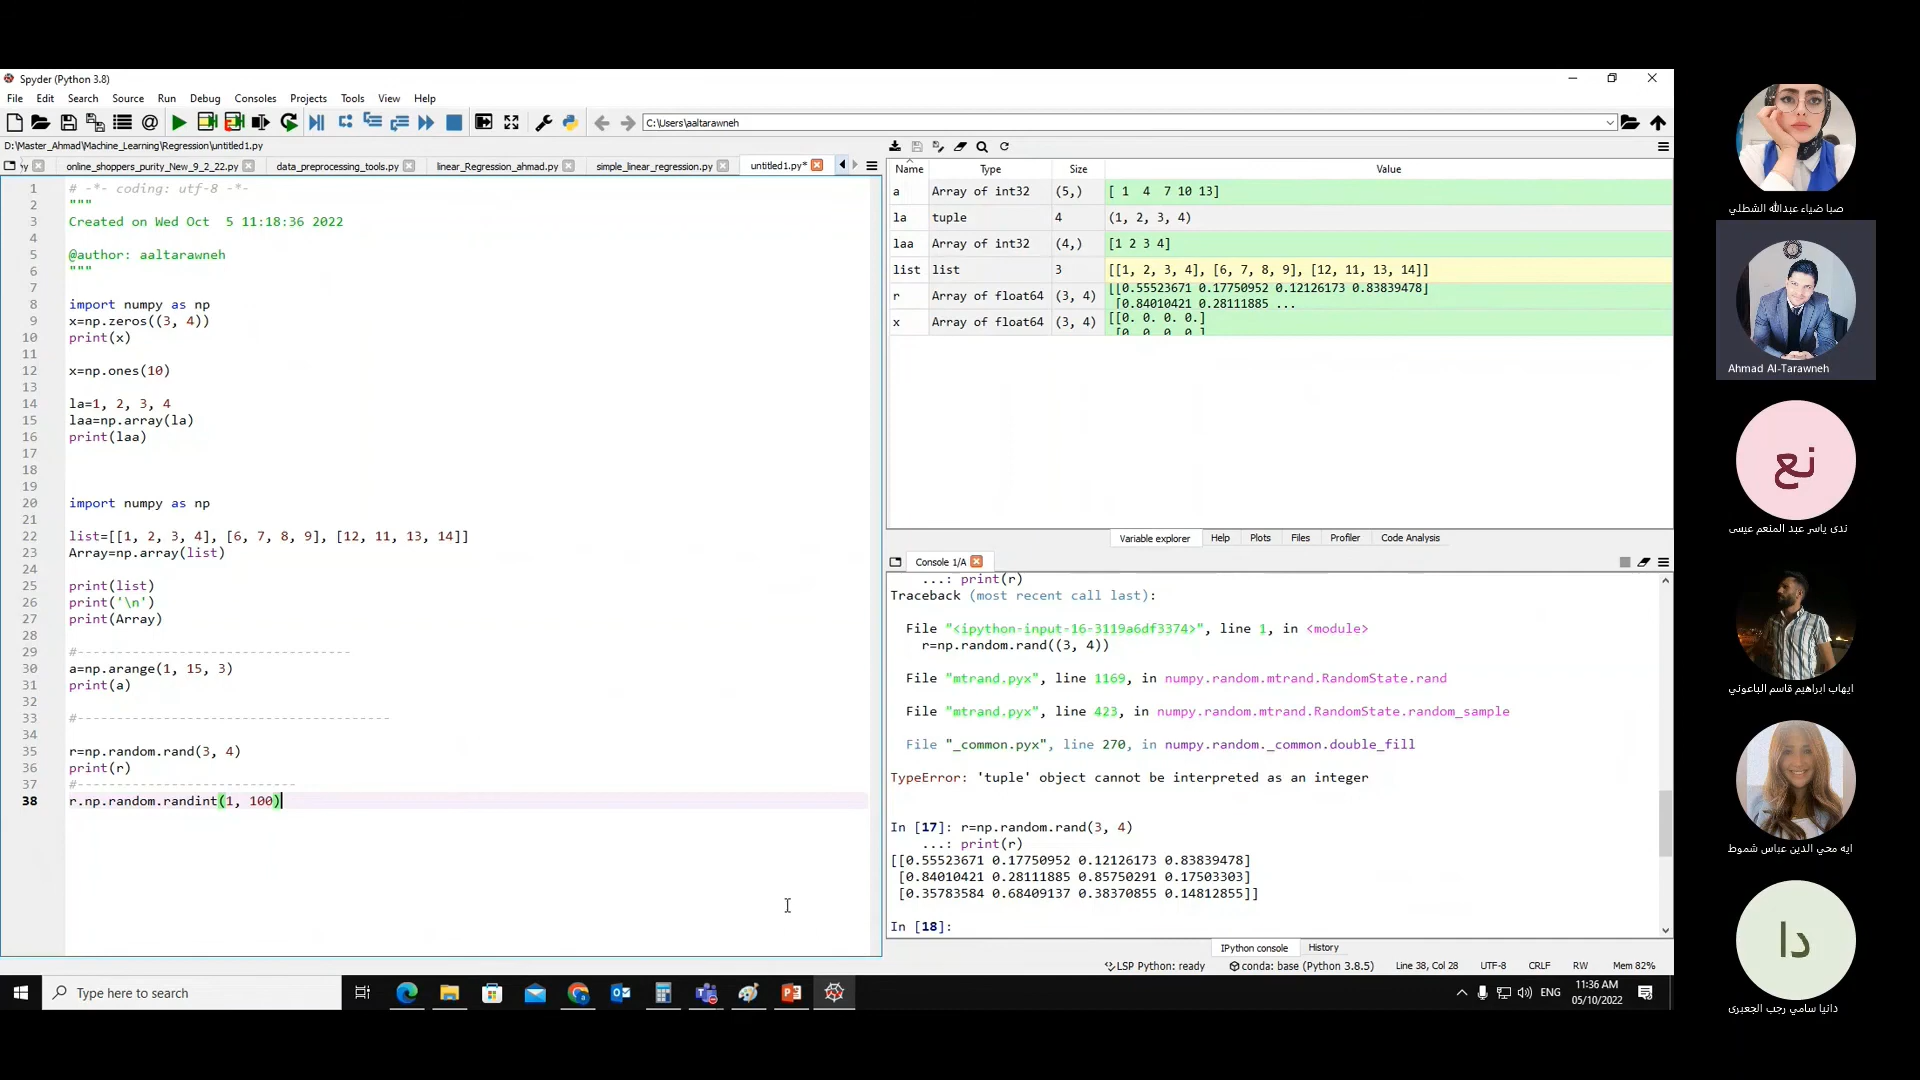 Spyder (Python 3.8)
File Edit Search Source Run Debug Consoles Projects Tools View Help
C:\Users\aaltarawneh
D:\Master_Ahmad\Machine_Learning\Regression\untitled1.py
online_shoppers_purity_New_9_2_22.py data_preprocessing_tools.py linear_Regression_ahmad.py simple_linear_regression.py untitled1.py*
1 # -*- coding: utf-8 -*-
2 """
3 Created on Wed Oct  5 11:18:36 2022
4
5 @author: aaltarawneh
6 """
7
8 import numpy as np
9 x=np.zeros((3, 4))
10 print(x)
11
12 x=np.ones(10)
13
14 la=1, 2, 3, 4
15 laa=np.array(la)
16 print(laa)
17
18
19
20 import numpy as np
21
22 list=[[1, 2, 3, 4], [6, 7, 8, 9], [12, 11, 13, 14]]
23 Array=np.array(list)
24
25 print(list)
26 print('\n')
27 print(Array)
28
29 #-----------------------------------
30 a=np.arange(1, 15, 3)
31 print(a)
32
33 #----------------------------------------
34
35 r=np.random.rand(3, 4)
36 print(r)
37 #----------------------------
38 r.np.random.randint(1, 100)
Name Type Size Value
a Array of int32 (5,) [ 1  4  7 10 13]
la tuple 4 (1, 2, 3, 4)
laa Array of int32 (4,) [1 2 3 4]
list list 3 [[1, 2, 3, 4], [6, 7, 8, 9], [12, 11, 13, 14]]
r Array of float64 (3, 4) [[0.55523671 0.17750952 0.12126173 0.83839478]
[0.84010421 0.28111885 ...
x Array of float64 (3, 4) [[0. 0. 0. 0.]
[0. 0. 0. 0.]
Variable explorer Help Plots Files Profiler Code Analysis
Console 1/A
...: print(r)
Traceback (most recent call last):
File "<ipython-input-16-3119a6df3374>", line 1, in <module>
r=np.random.rand((3, 4))
File "mtrand.pyx", line 1169, in numpy.random.mtrand.RandomState.rand
File "mtrand.pyx", line 423, in numpy.random.mtrand.RandomState.random_sample
File "_common.pyx", line 270, in numpy.random._common.double_fill
TypeError: 'tuple' object cannot be interpreted as an integer
In [17]: r=np.random.rand(3, 4)
...: print(r)
[[0.55523671 0.17750952 0.12126173 0.83839478]
[0.84010421 0.28111885 0.85750291 0.17503303]
[0.35783584 0.68409137 0.38370855 0.14812855]]
In [18]:
IPython console History
LSP Python: ready conda: base (Python 3.8.5) Line 38, Col 28 UTF-8 CRLF RW Mem 82%
Type here to search
ENG
11:36 AM
05/10/2022
صبا ضياء عبدالله الشطلي
Ahmad Al-Tarawneh
نع
ندى ياسر عبد المنعم عيسى
ايهاب ابراهيم قاسم الباعوني
ايه محي الدين عباس شموط
دا
دانيا سامي رجب الجعبري